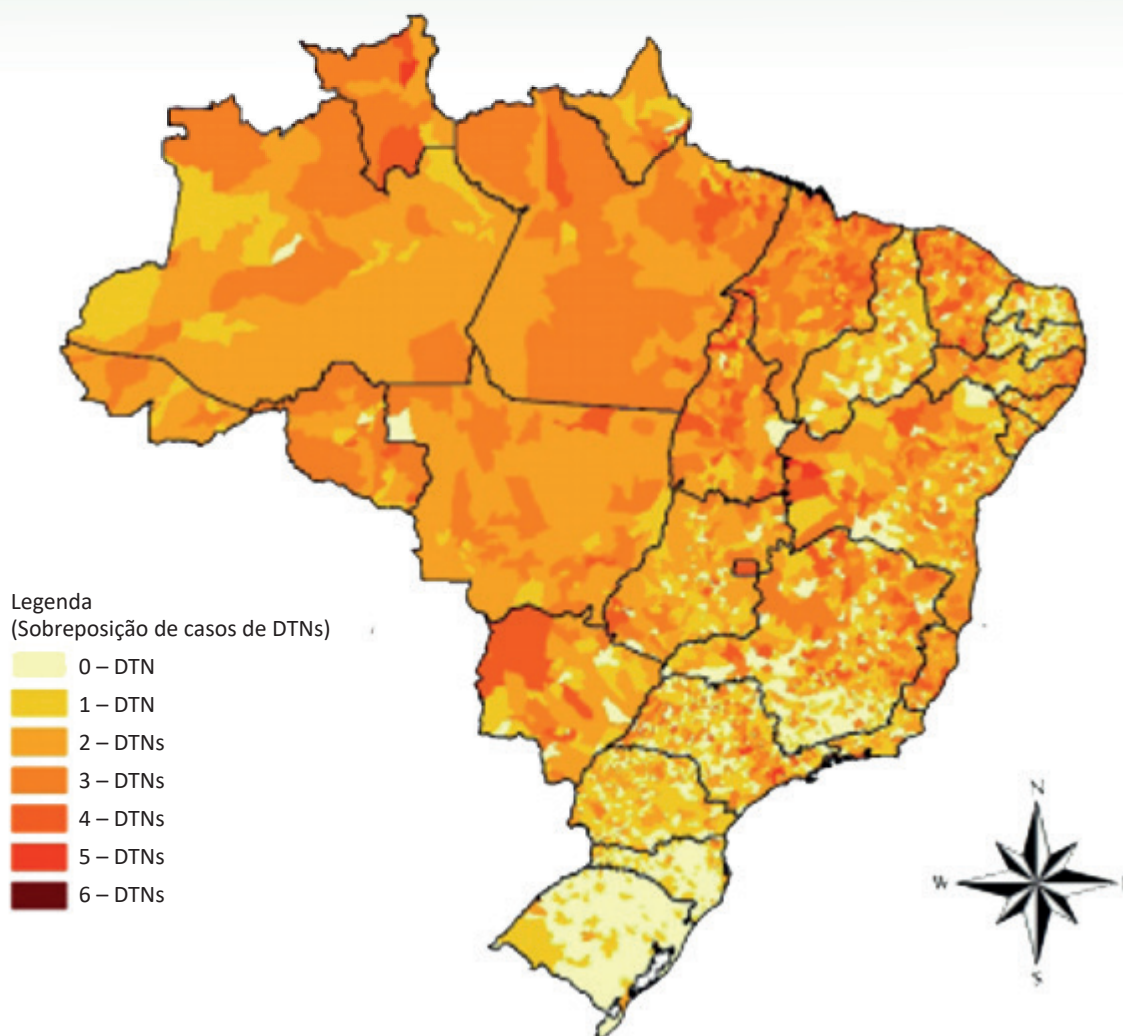 Legenda
(Sobreposição de casos de DTNs)
0 – DTN
1 – DTN
2 – DTNs
3 – DTNs
4 – DTNs
5 – DTNs
6 – DTNs
N
W
S